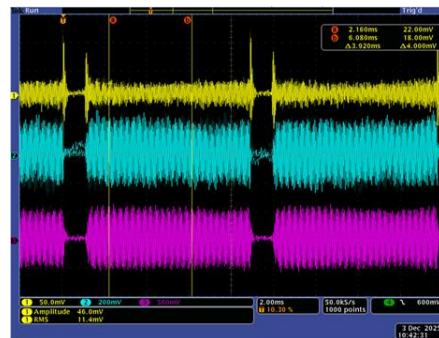 Run
Trig'd
a
b
a 2.160ms 22.00mV
b 6.080ms 18.00mV
Δ3.920ms Δ4.000mV
1
2
3
1 50.0mV 2 200mV 3 500mV
1 Amplitude 46.0mV
1 RMS 11.4mV
2.00ms
10.30 %
50.0kS/s
1000 points
4 600mV
3 Dec 2025
10:42:31